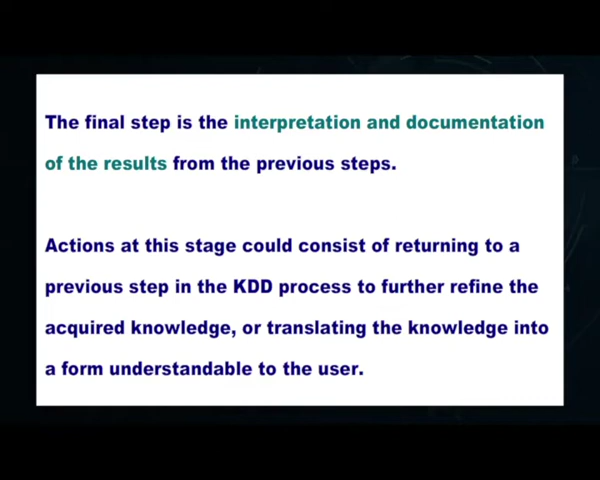 The final step is the interpretation and documentation
of the results from the previous steps.
Actions at this stage could consist of returning to a
previous step in the KDD process to further refine the
acquired knowledge, or translating the knowledge into
a form understandable to the user.